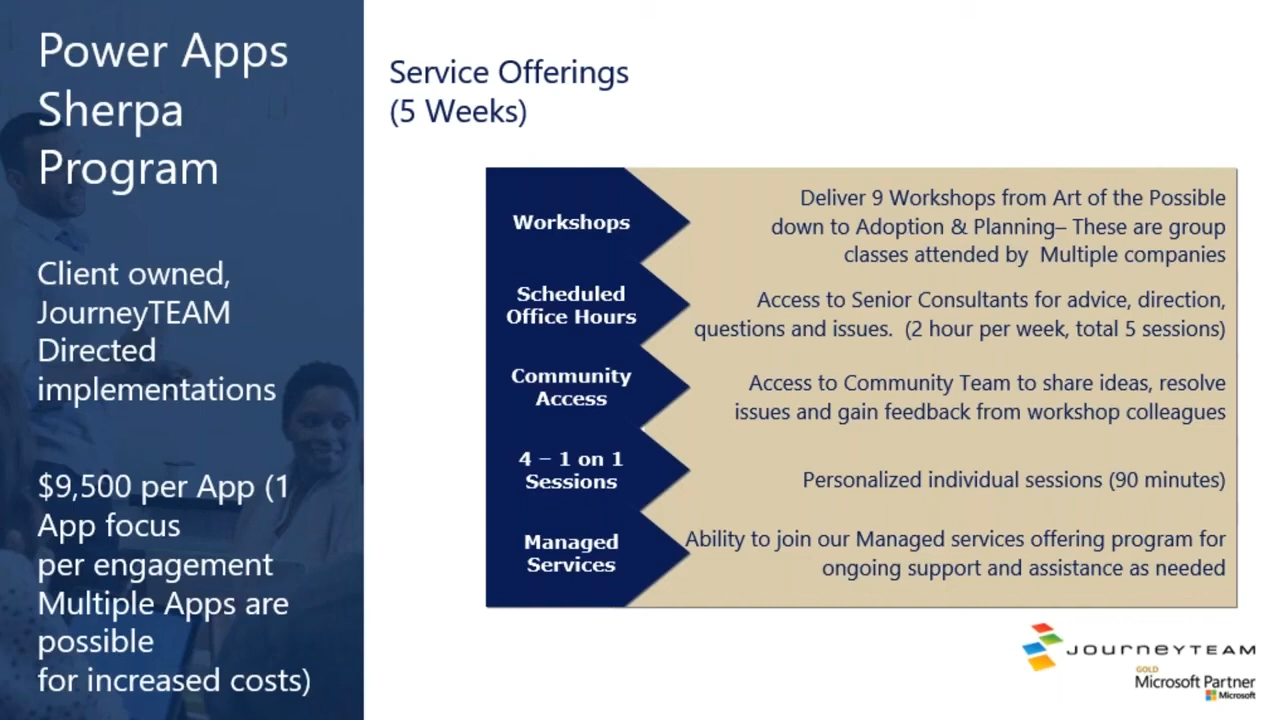 Power Apps
Sherpa
Program
Client owned,
JourneyTEAM
Directed
implementations
$9,500 per App (1
App focus
per engagement
Multiple Apps are
possible
for increased costs)
Service Offerings
(5 Weeks)
Workshops
Deliver 9 Workshops from Art of the Possible
down to Adoption & Planning– These are group
classes attended by  Multiple companies
Scheduled
Office Hours
Access to Senior Consultants for advice, direction,
questions and issues.  (2 hour per week, total 5 sessions)
Community
Access
Access to Community Team to share ideas, resolve
issues and gain feedback from workshop colleagues
4 – 1 on 1
Sessions
Personalized individual sessions (90 minutes)
Managed
Services
Ability to join our Managed services offering program for
ongoing support and assistance as needed
JOURNEYTEAM
GOLD
Microsoft Partner
Microsoft